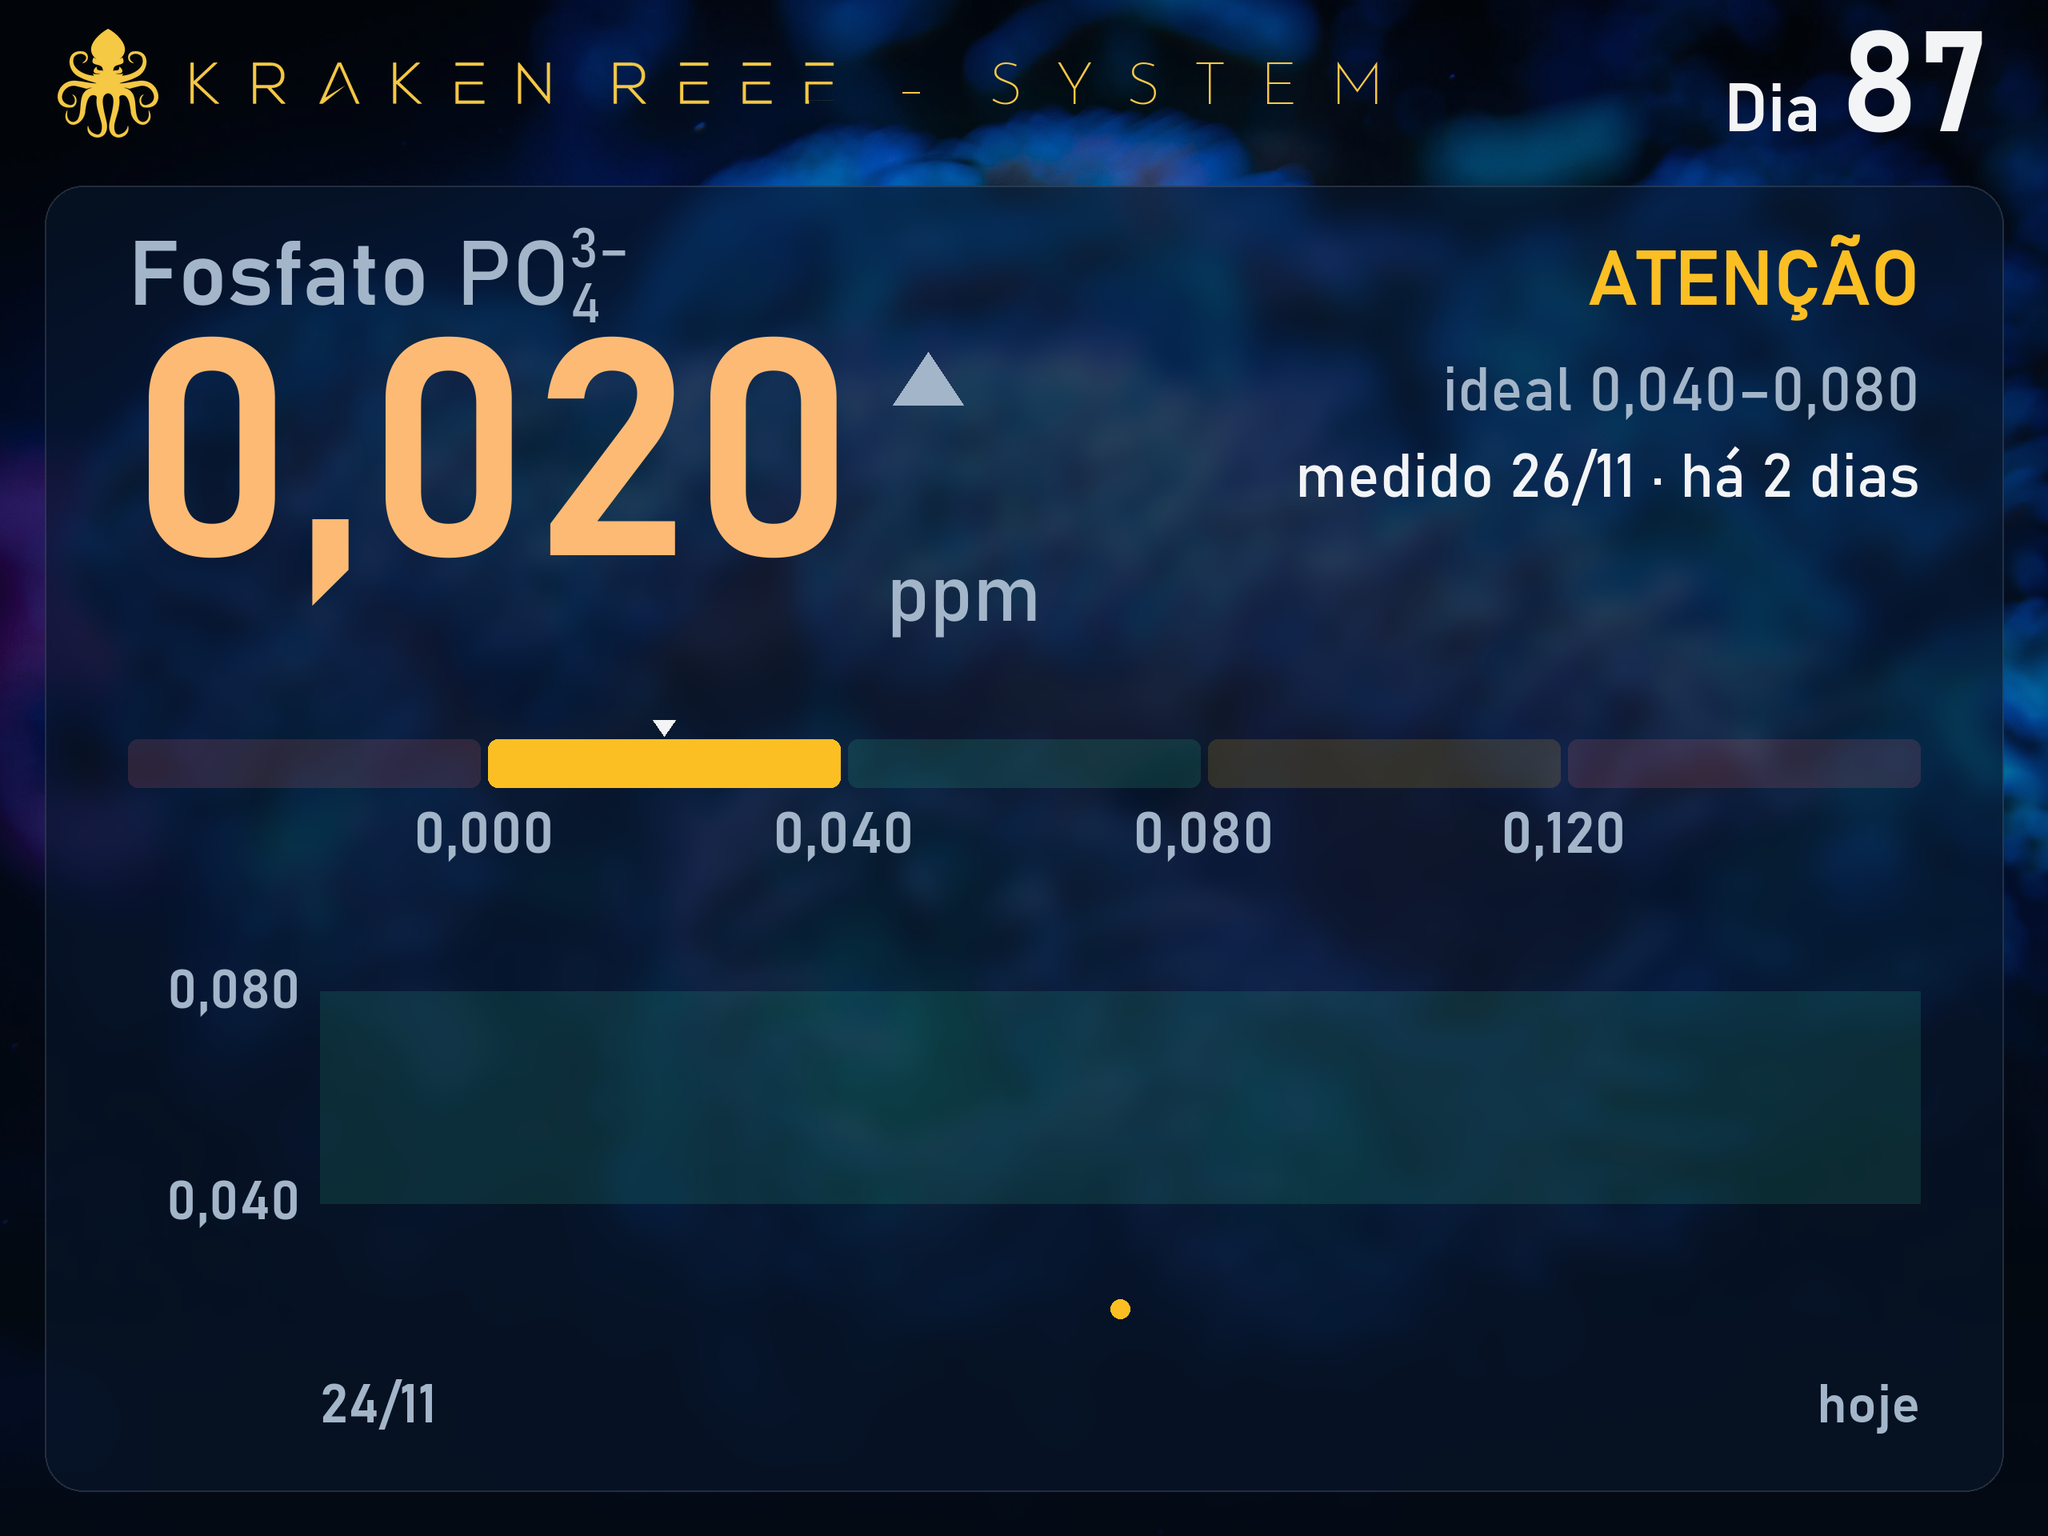 KRAKEN REEF - SYSTEM
Dia 87
Fosfato PO₄³⁻
ATENÇÃO
0,020 ▲ ppm
ideal 0,040–0,080
medido 26/11 · há 2 dias
0,000 0,040 0,080 0,120
0,080
0,040
24/11 hoje